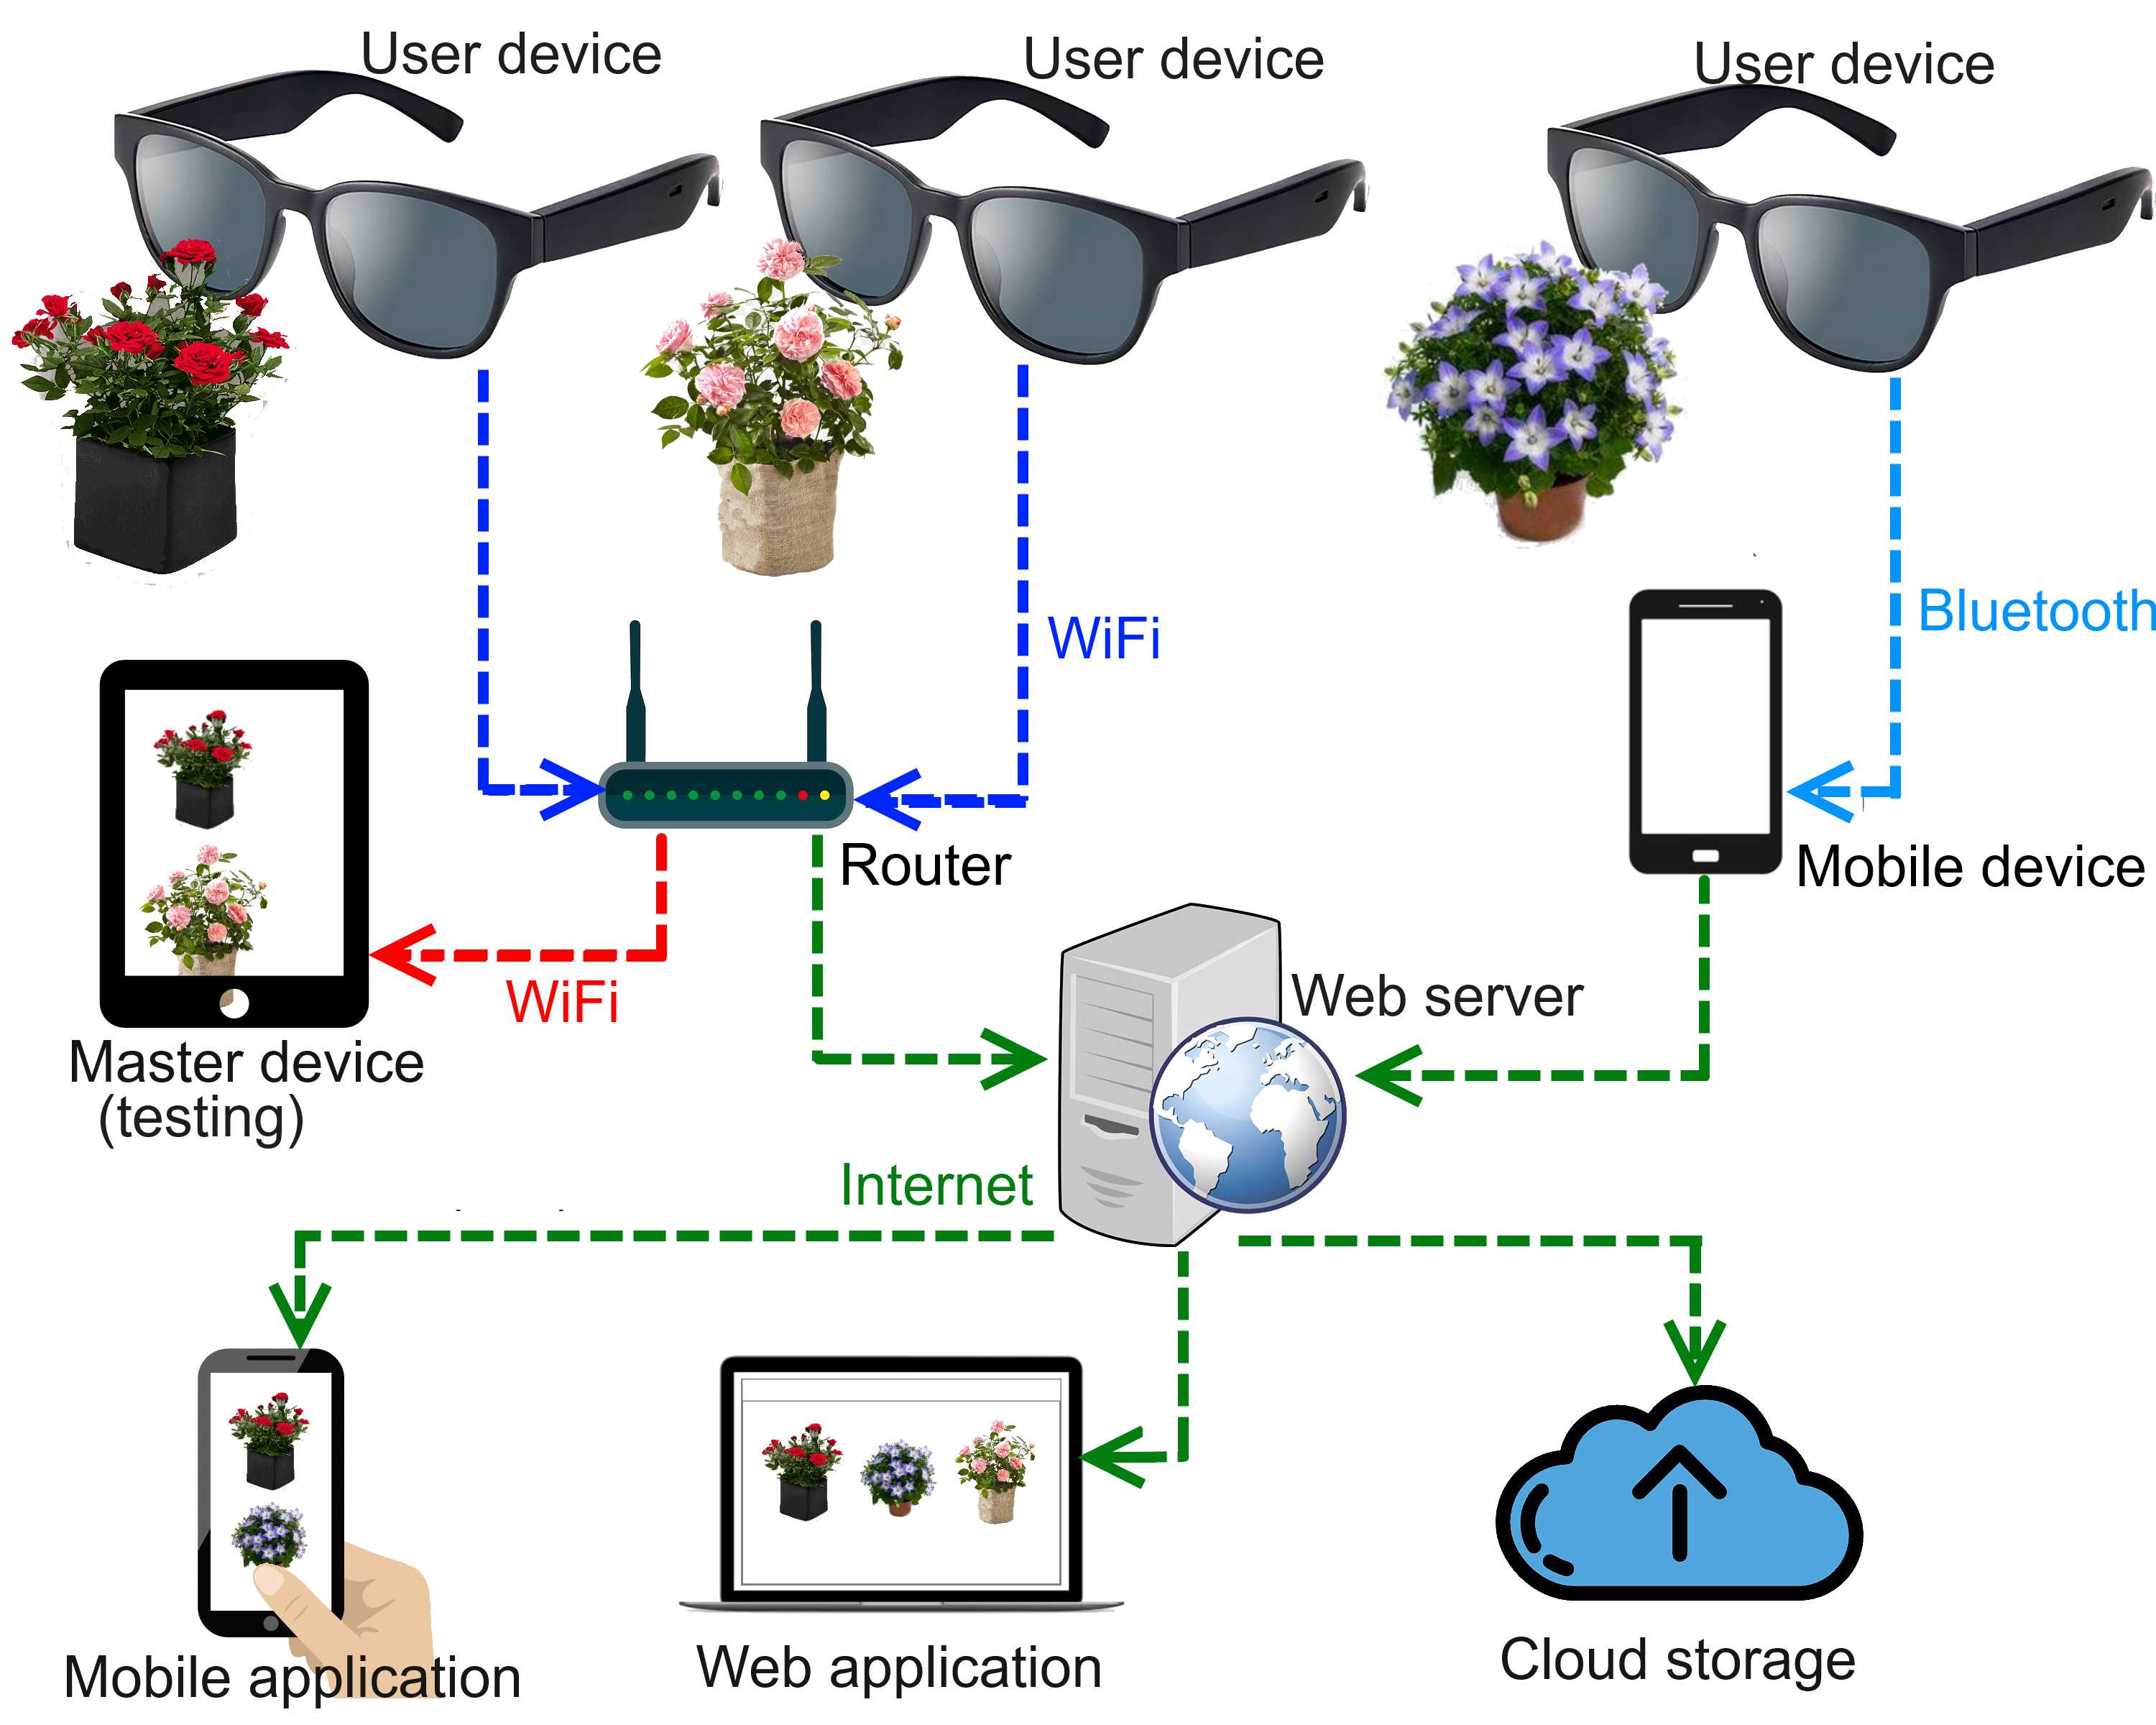 User device
User device
User device
WiFi
Bluetooth
Router
Mobile device
WiFi
Web server
Master device
(testing)
Internet
Mobile application
Web application
Cloud storage